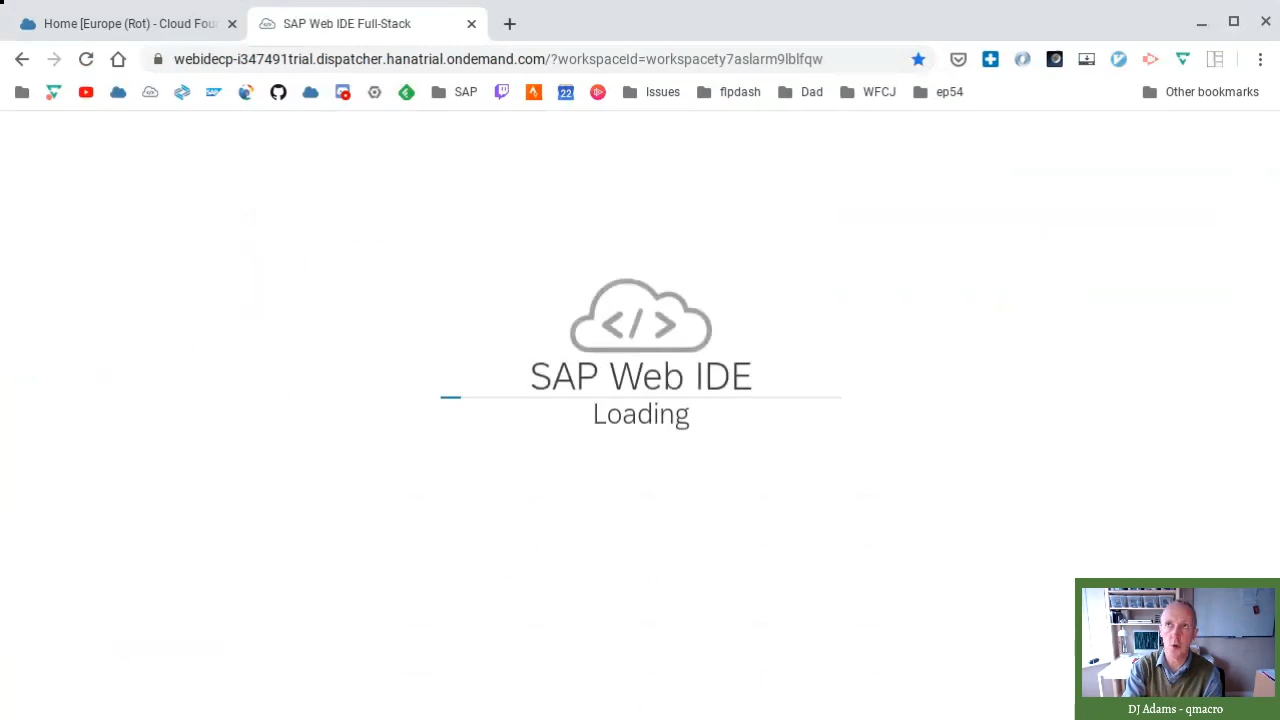 Home [Europe (Rot) - Cloud Fou
SAP Web IDE Full-Stack
webidecp-i347491trial.dispatcher.hanatrial.ondemand.com/?workspaceId=workspacety7aslarm9lblfqw
SAP
22
Issues
flpdash
Dad
WFCJ
ep54
Other bookmarks
</>
SAP Web IDE
Loading
DJ Adams - qmacro